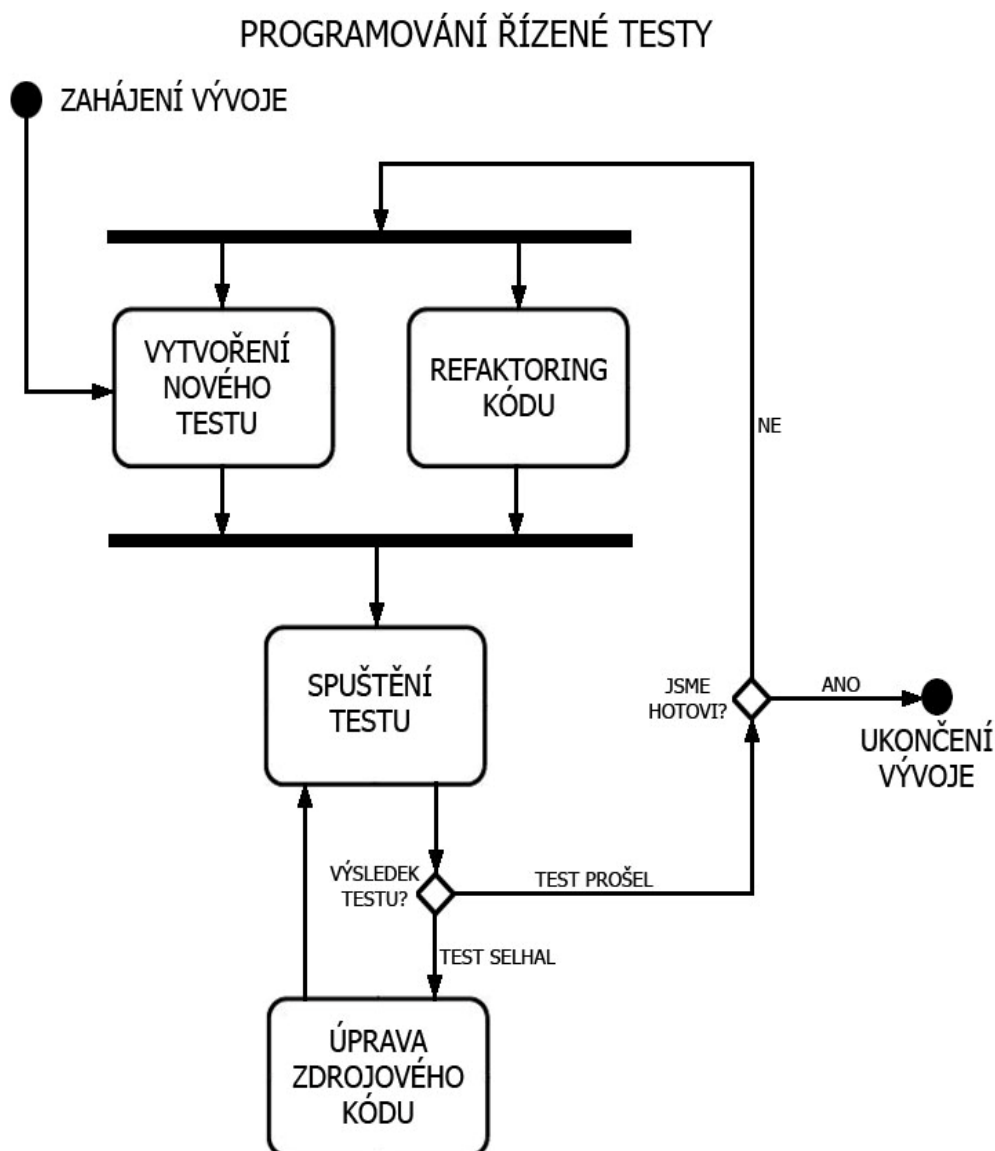 PROGRAMOVÁNÍ ŘÍZENÉ TESTY
ZAHÁJENÍ VÝVOJE
VYTVOŘENÍ
NOVÉHO
TESTU
REFAKTORING
KÓDU
NE
SPUŠTĚNÍ
TESTU
JSME
HOTOVI?
ANO
UKONČENÍ
VÝVOJE
VÝSLEDEK
TESTU?
TEST PROŠEL
TEST SELHAL
ÚPRAVA
ZDROJOVÉHO
KÓDU